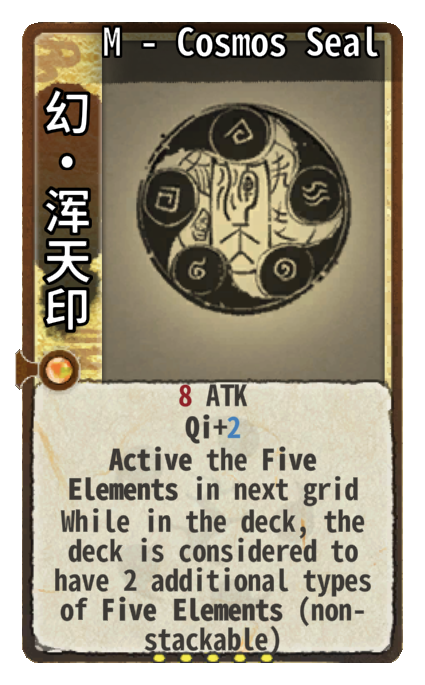 M - Cosmos Seal
幻·浑天印
8 ATK
Qi+2
Active the Five
Elements in next grid
While in the deck, the
deck is considered to
have 2 additional types
of Five Elements (non-
stackable)